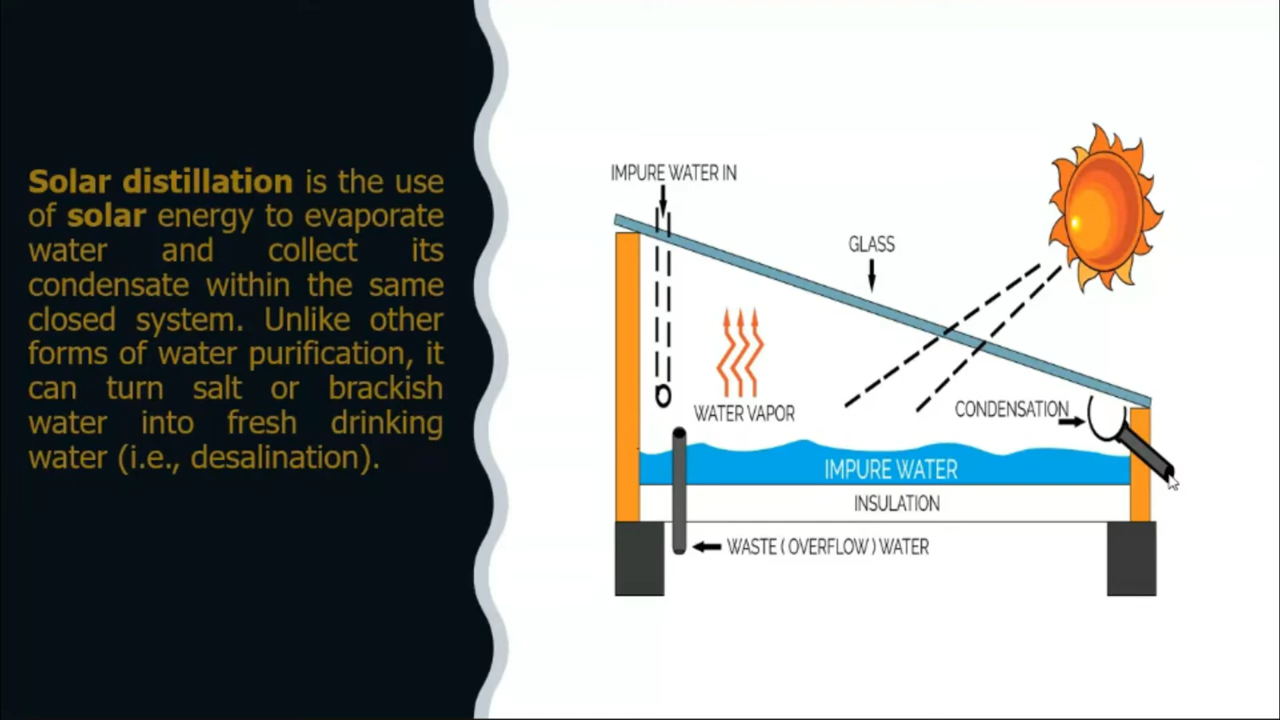 Solar distillation is the use
of solar energy to evaporate
water and collect its
condensate within the same
closed system. Unlike other
forms of water purification, it
can turn salt or brackish
water into fresh drinking
water (i.e., desalination).
IMPURE WATER IN
GLASS
WATER VAPOR
CONDENSATION
IMPURE WATER
INSULATION
WASTE ( OVERFLOW ) WATER